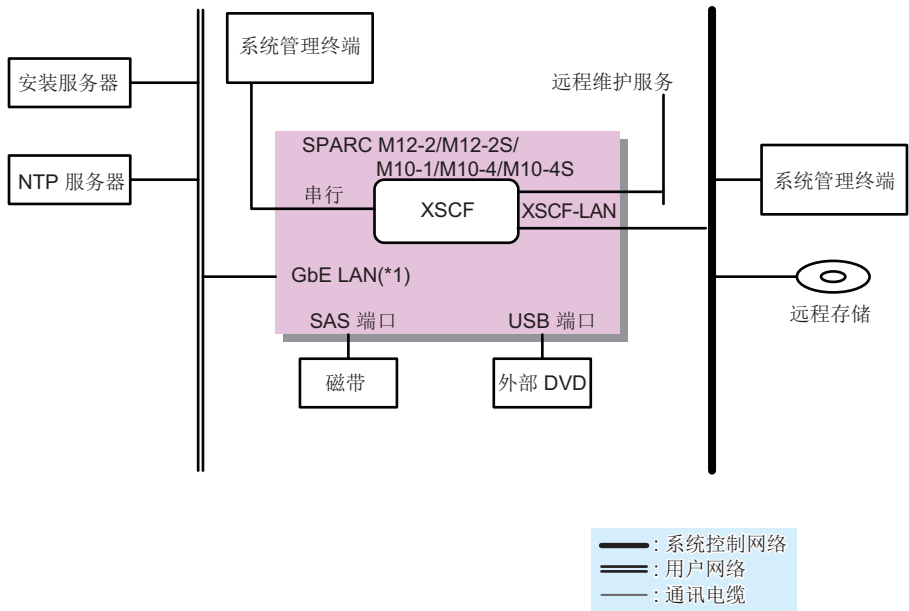 系统管理终端
安装服务器
远程维护服务
SPARC M12-2/M12-2S/
M10-1/M10-4/M10-4S
NTP 服务器
系统管理终端
串行
XSCF
XSCF-LAN
GbE LAN(*1)
远程存储
SAS 端口
USB 端口
磁带
外部 DVD
: 系统控制网络
: 用户网络
: 通讯电缆